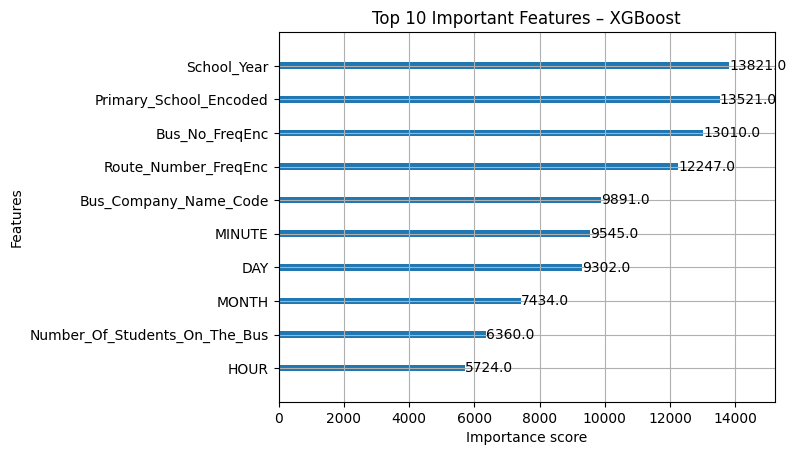 Top 10 Important Features – XGBoost
School_Year 13821.0
Primary_School_Encoded 13521.0
Bus_No_FreqEnc 13010.0
Route_Number_FreqEnc 12247.0
Bus_Company_Name_Code 9891.0
MINUTE 9545.0
DAY 9302.0
MONTH 7434.0
Number_Of_Students_On_The_Bus 6360.0
HOUR 5724.0
Features
0 2000 4000 6000 8000 10000 12000 14000
Importance score